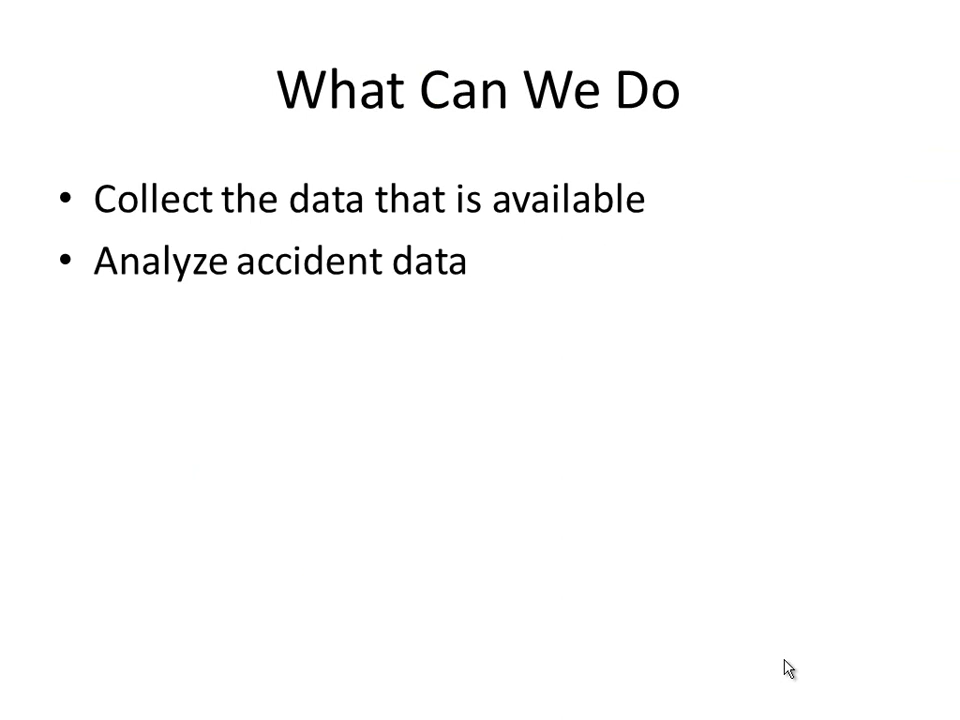 What Can We Do
• Collect the data that is available
• Analyze accident data